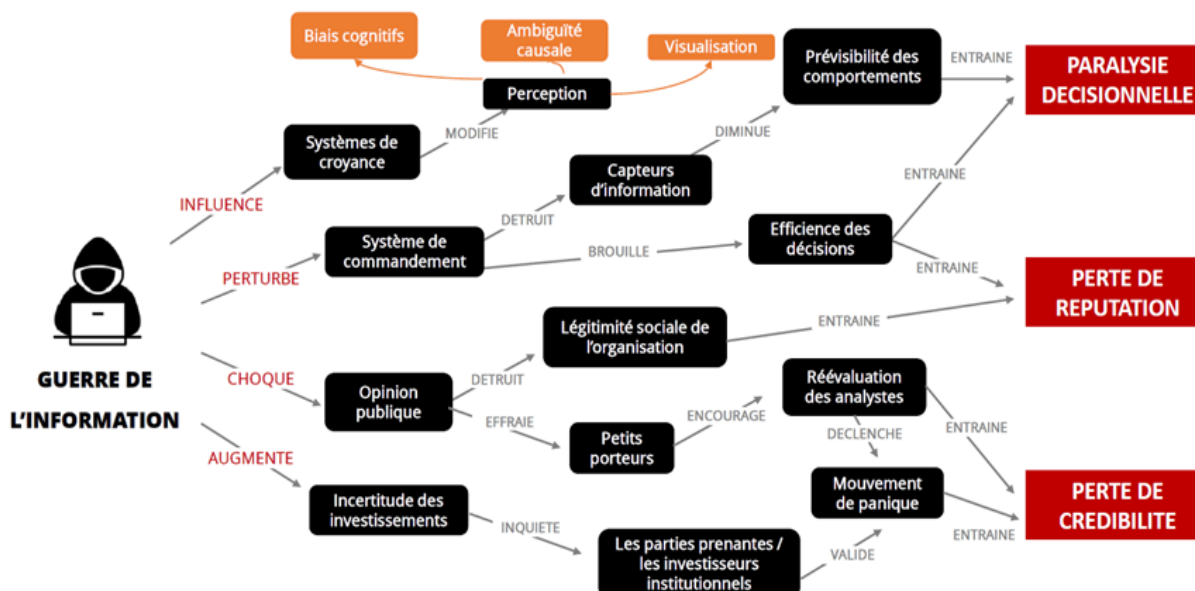 Biais cognitifs
Ambiguïté
causale
Visualisation
Perception
Prévisibilité des
comportements
ENTRAINE
PARALYSIE
DECISIONNELLE
Systèmes de
croyance
MODIFIE
DIMINUE
Capteurs
d'information
ENTRAINE
INFLUENCE
DETRUIT
Système de
commandement
BROUILLE
Efficience des
décisions
PERTURBE
ENTRAINE
PERTE DE
REPUTATION
Légitimité sociale de
l'organisation
ENTRAINE
GUERRE DE
L'INFORMATION
CHOQUE
Opinion
publique
DETRUIT
EFFRAIE
Petits
porteurs
ENCOURAGE
Réévaluation
des analystes
DECLENCHE
ENTRAINE
AUGMENTE
Incertitude des
investissements
INQUIETE
Mouvement
de panique
ENTRAINE
PERTE DE
CREDIBILITE
Les parties prenantes /
les investisseurs
institutionnels
VALIDE